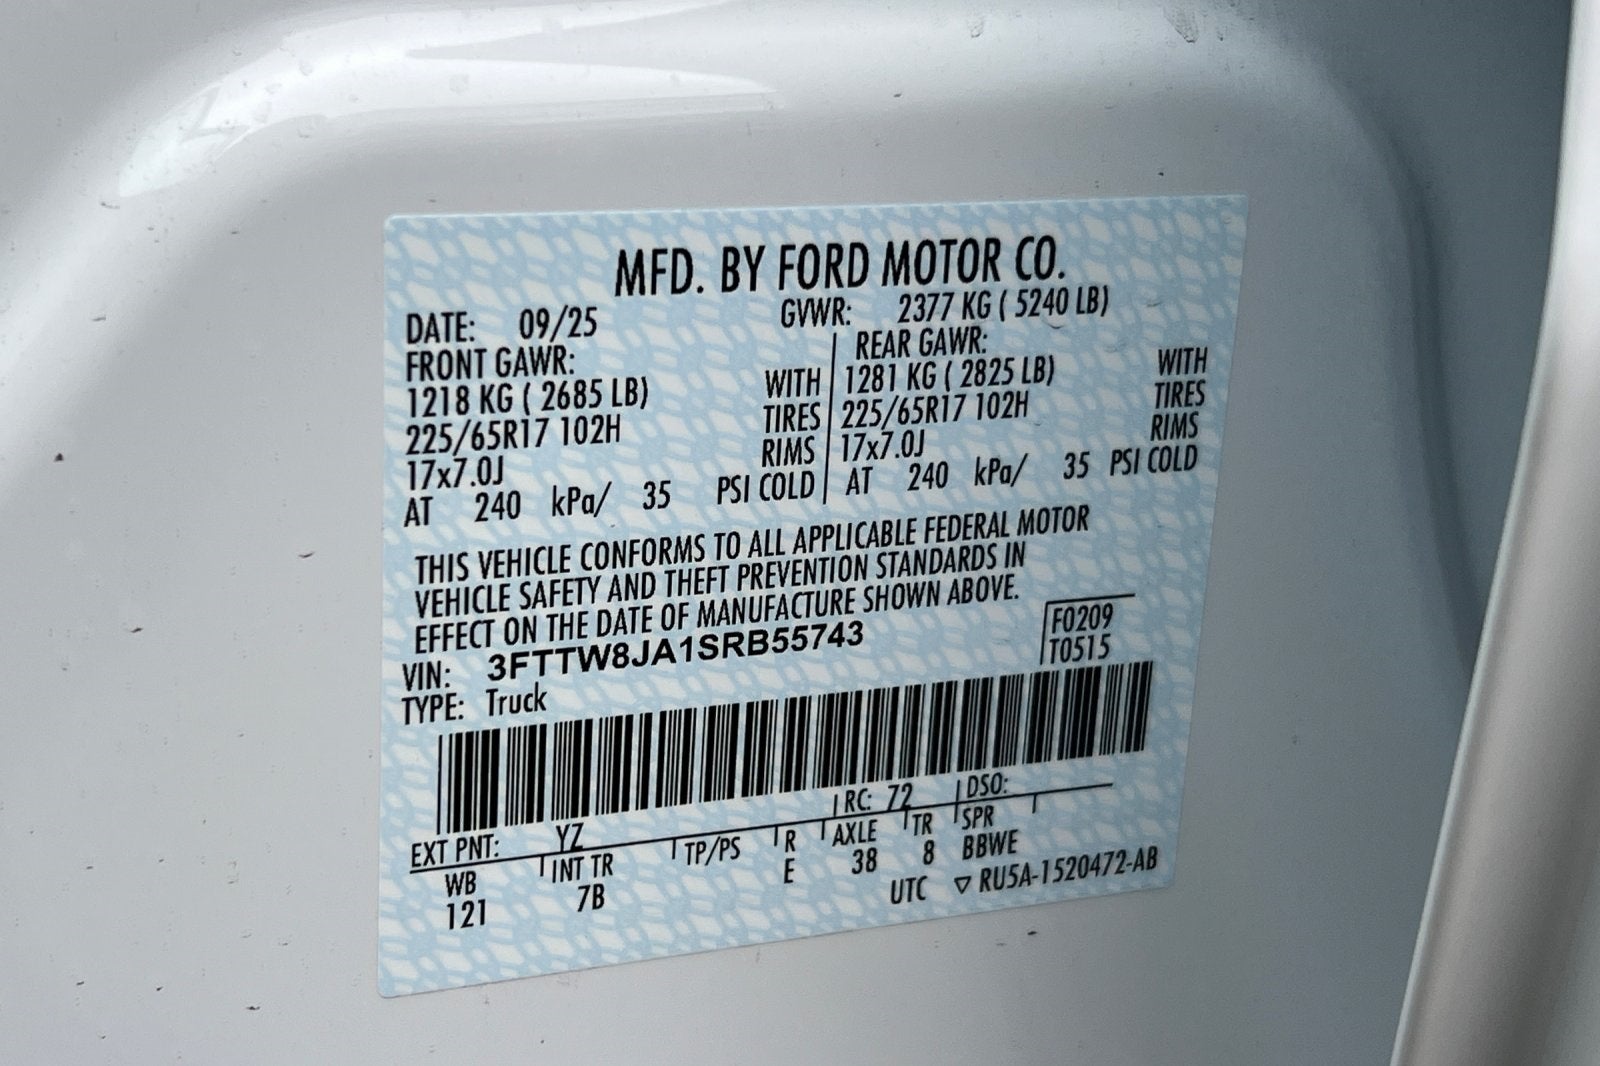 MFD. BY FORD MOTOR CO.
DATE: 09/25 GVWR: 2377 KG ( 5240 LB)
FRONT GAWR: REAR GAWR:
1218 KG ( 2685 LB) WITH 1281 KG ( 2825 LB) WITH
225/65R17 102H TIRES 225/65R17 102H TIRES
17x7.0J RIMS 17x7.0J RIMS
AT 240 kPa/ 35 PSI COLD AT 240 kPa/ 35 PSI COLD
THIS VEHICLE CONFORMS TO ALL APPLICABLE FEDERAL MOTOR
VEHICLE SAFETY AND THEFT PREVENTION STANDARDS IN
EFFECT ON THE DATE OF MANUFACTURE SHOWN ABOVE.
VIN: 3FTTW8JA1SRB55743 F0209
TYPE: Truck T0515
EXT PNT: YZ RC: 72 DSO:
WB INT TR TP/PS R AXLE TR SPR
121 7B E 38 8 BBWE
UTC ▽ RU5A-1520472-AB